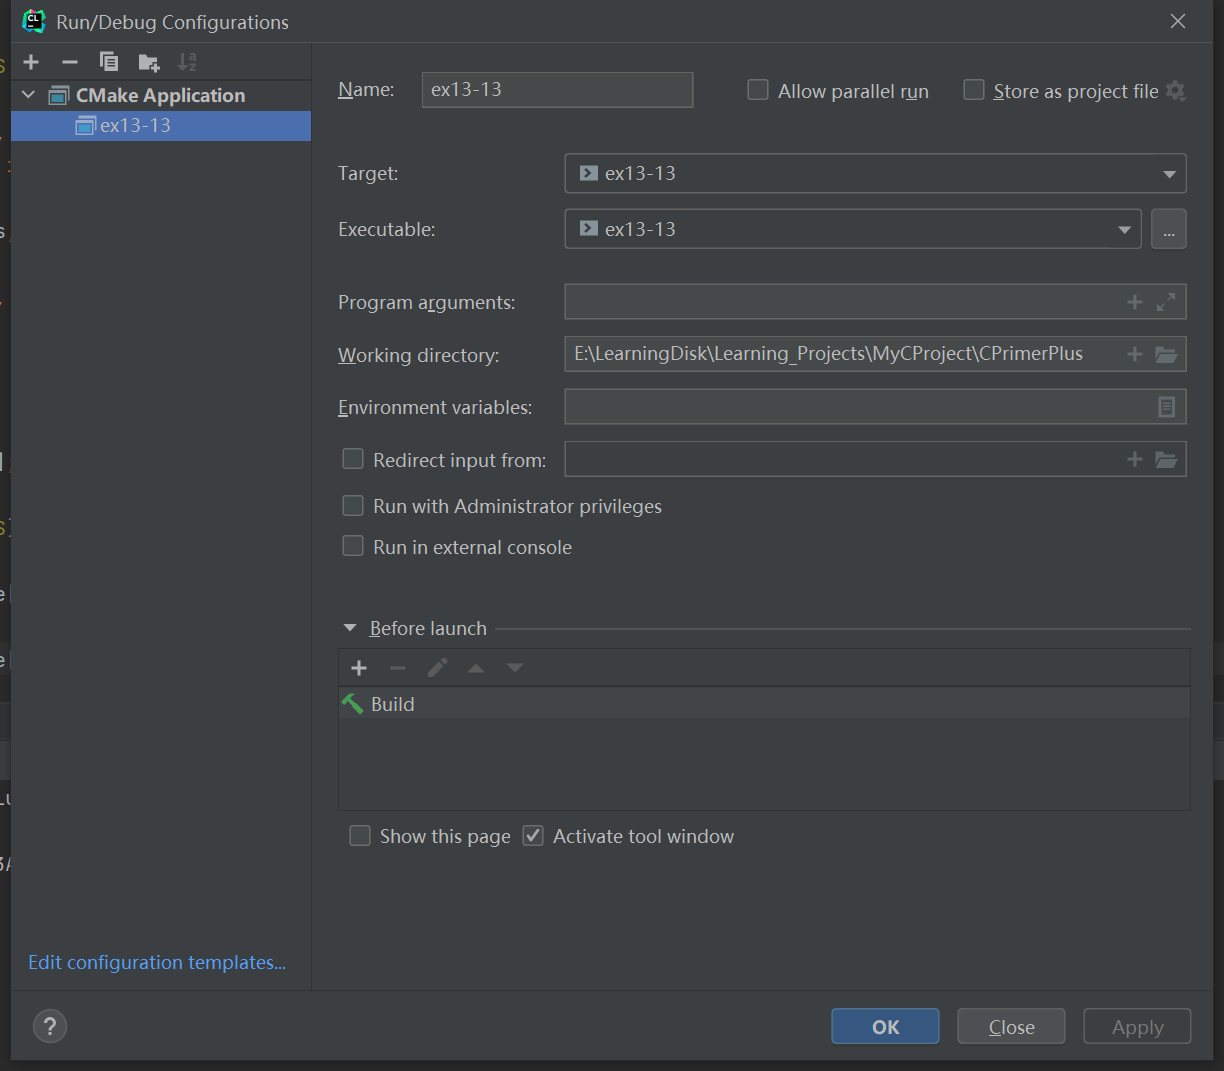 Run/Debug Configurations
CMake Application
ex13-13
Name: ex13-13
Allow parallel run
Store as project file
Target: ex13-13
Executable: ex13-13
...
Program arguments:
Working directory: E:\LearningDisk\Learning_Projects\MyCProject\CPrimerPlus
Environment variables:
Redirect input from:
Run with Administrator privileges
Run in external console
Before launch
Build
Show this page
Activate tool window
Edit configuration templates...
?
OK
Close
Apply